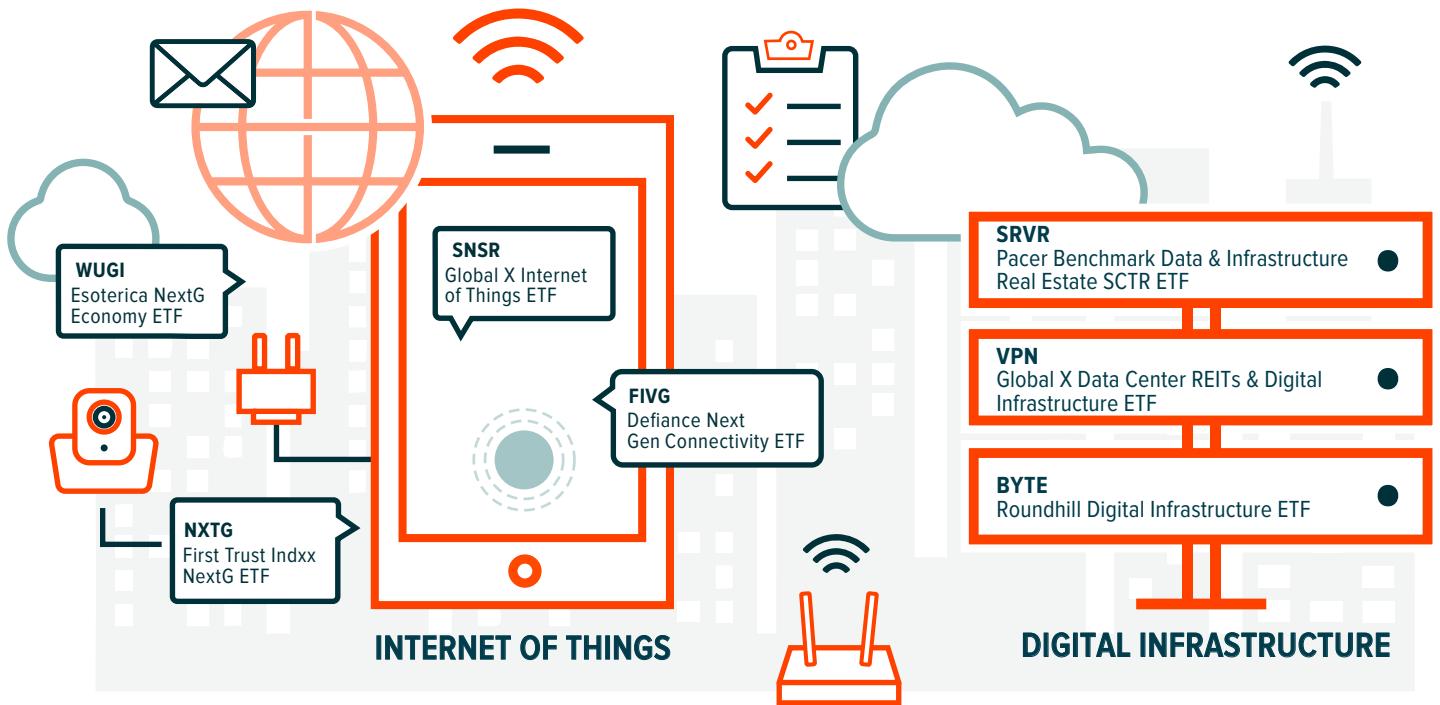 WUGI
Esoterica NextG
Economy ETF
SNSR
Global X Internet
of Things ETF
FIVG
Defiance Next
Gen Connectivity ETF
NXTG
First Trust Indxx
NextG ETF
INTERNET OF THINGS
SRVR
Pacer Benchmark Data & Infrastructure
Real Estate SCTR ETF
VPN
Global X Data Center REITs & Digital
Infrastructure ETF
BYTE
Roundhill Digital Infrastructure ETF
DIGITAL INFRASTRUCTURE